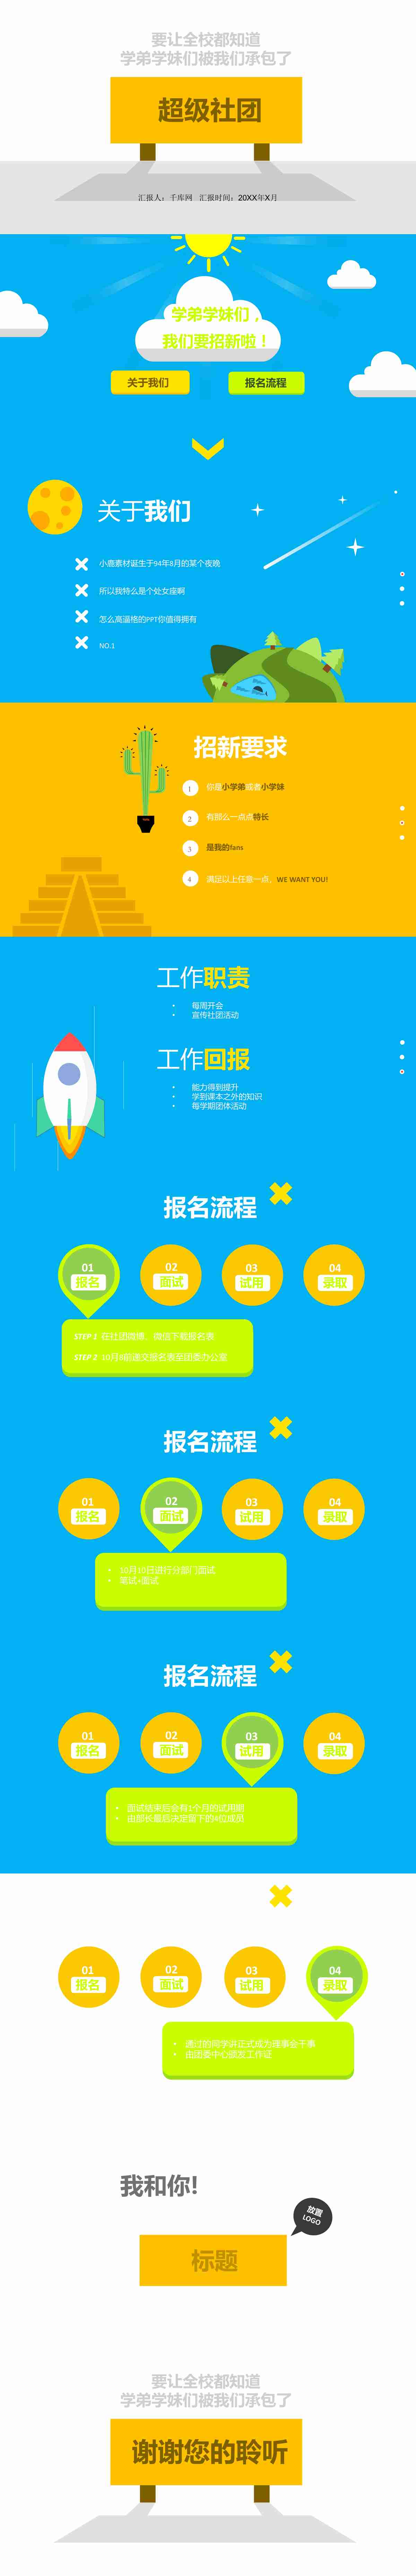 要让全校都知道
学弟学妹们被我们承包了
超级社团
汇报人：千库网 汇报时间：20XX年X月
学弟学妹们，
我们要招新啦！
关于我们
报名流程
关于我们
小鹿素材诞生于94年8月的某个夜晚
所以我特么是个处女座啊
怎么高逼格的PPT你值得拥有
NO.1
招新要求
1 你是小学弟或者小学妹
2 有那么一点点特长
3 是我的fans
4 满足以上任意一点，WE WANT YOU!
工作职责
• 每周开会
• 宣传社团活动
工作回报
• 能力得到提升
• 学到课本之外的知识
• 每学期团体活动
报名流程
01 02 03 04
报名 面试 试用 录取
STEP 1 在社团微博、微信下载报名表
STEP 2 10月8前递交报名表至团委办公室
报名流程
01 02 03 04
报名 面试 试用 录取
• 10月10日进行分部门面试
• 笔试+面试
报名流程
01 02 03 04
报名 面试 试用 录取
• 面试结束后会有1个月的试用期
• 由部长最后决定留下的4位成员
01 02 03 04
报名 面试 试用 录取
• 通过的同学讲正式成为理事会干事
• 由团委中心颁发工作证
我和你!
放置
LOGO
标题
要让全校都知道
学弟学妹们被我们承包了
谢谢您的聆听